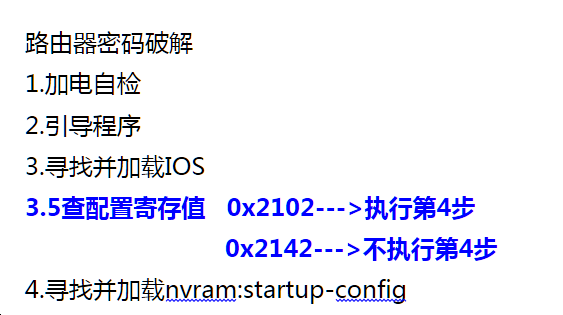 路由器密码破解
1.加电自检
2.引导程序
3.寻找并加载IOS
3.5查配置寄存值 0x2102--->执行第4步
0x2142--->不执行第4步
4.寻找并加载nvram:startup-config